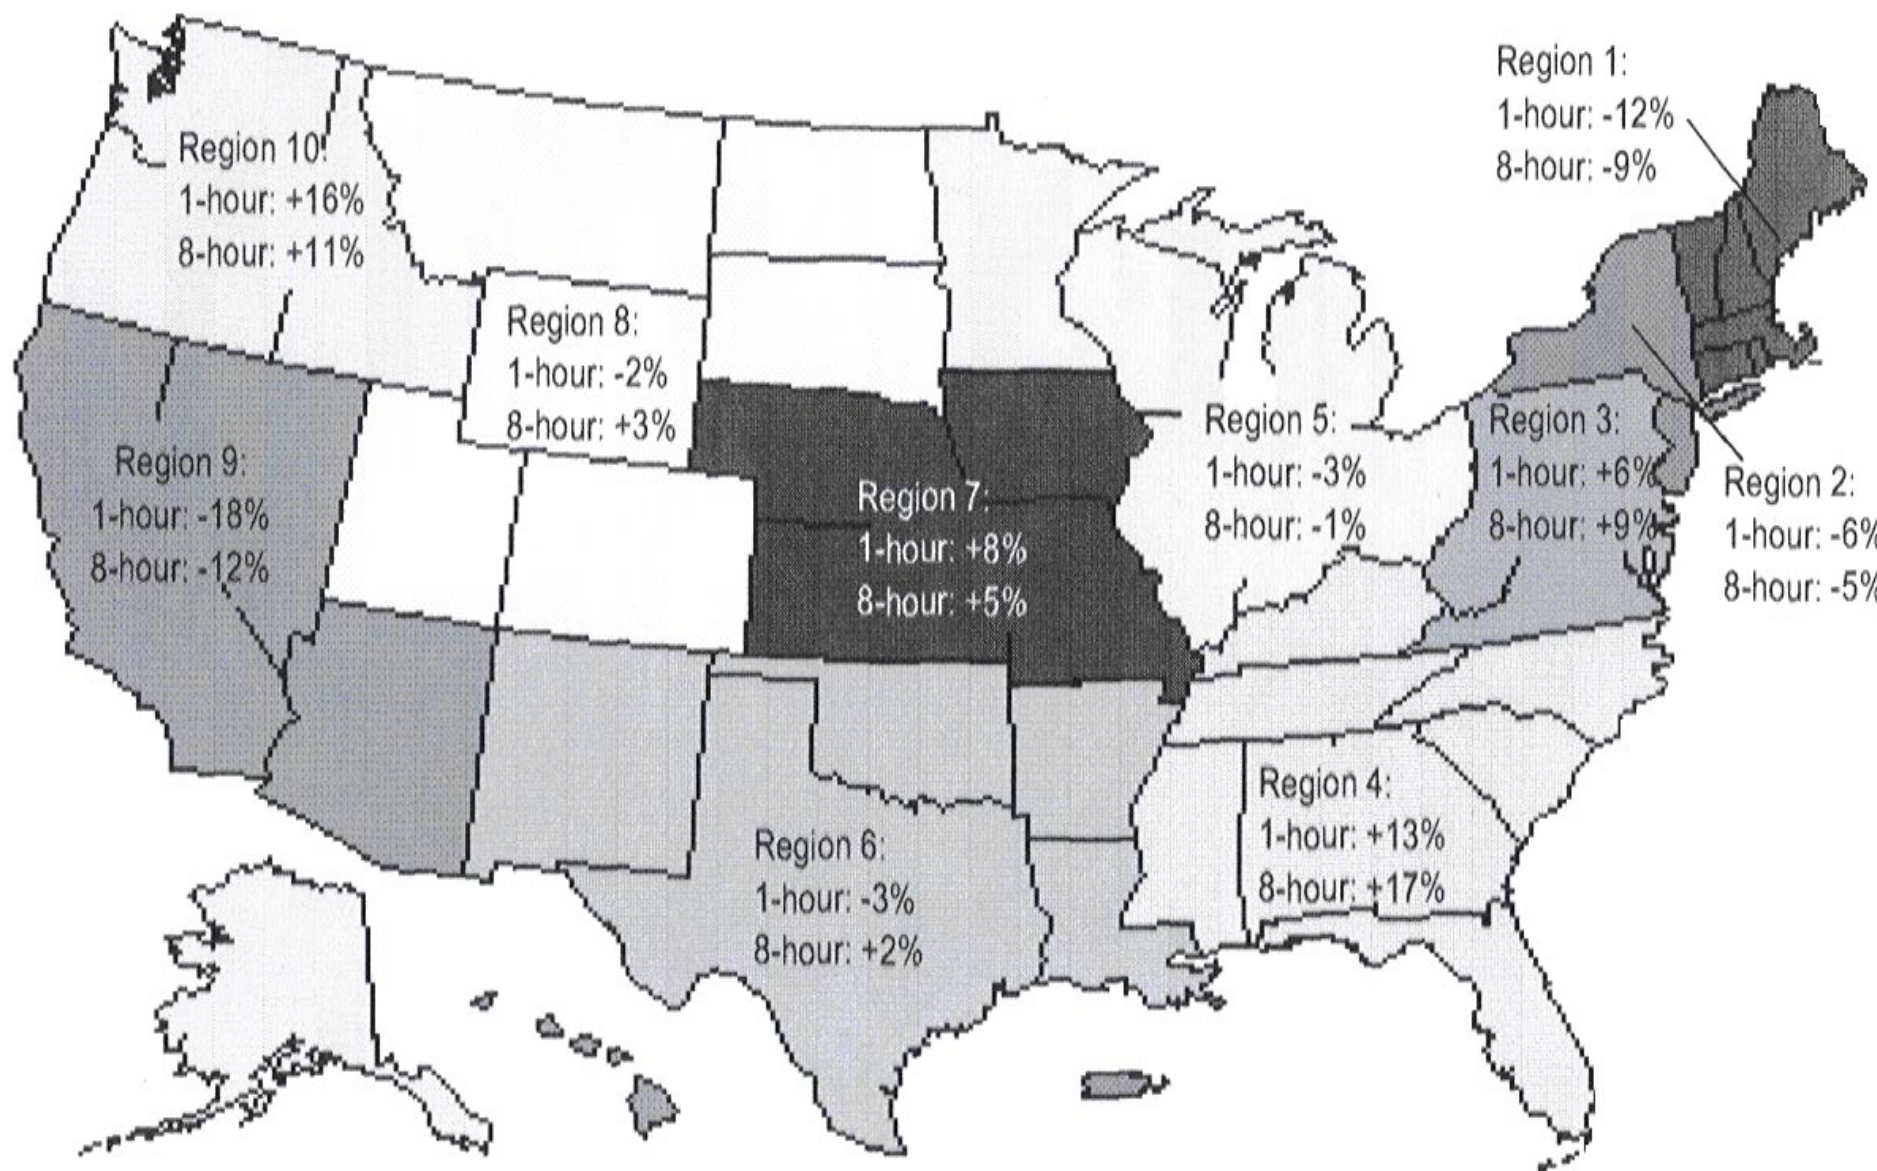 Region 1:
1-hour: -12%
8-hour: -9%
Region 10:
1-hour: +16%
8-hour: +11%
Region 8:
1-hour: -2%
8-hour: +3%
Region 9:
1-hour: -18%
8-hour: -12%
Region 7:
1-hour: +8%
8-hour: +5%
Region 5:
1-hour: -3%
8-hour: -1%
Region 3:
1-hour: +6%
8-hour: +9%
Region 2:
1-hour: -6%
8-hour: -5%
Region 6:
1-hour: -3%
8-hour: +2%
Region 4:
1-hour: +13%
8-hour: +17%